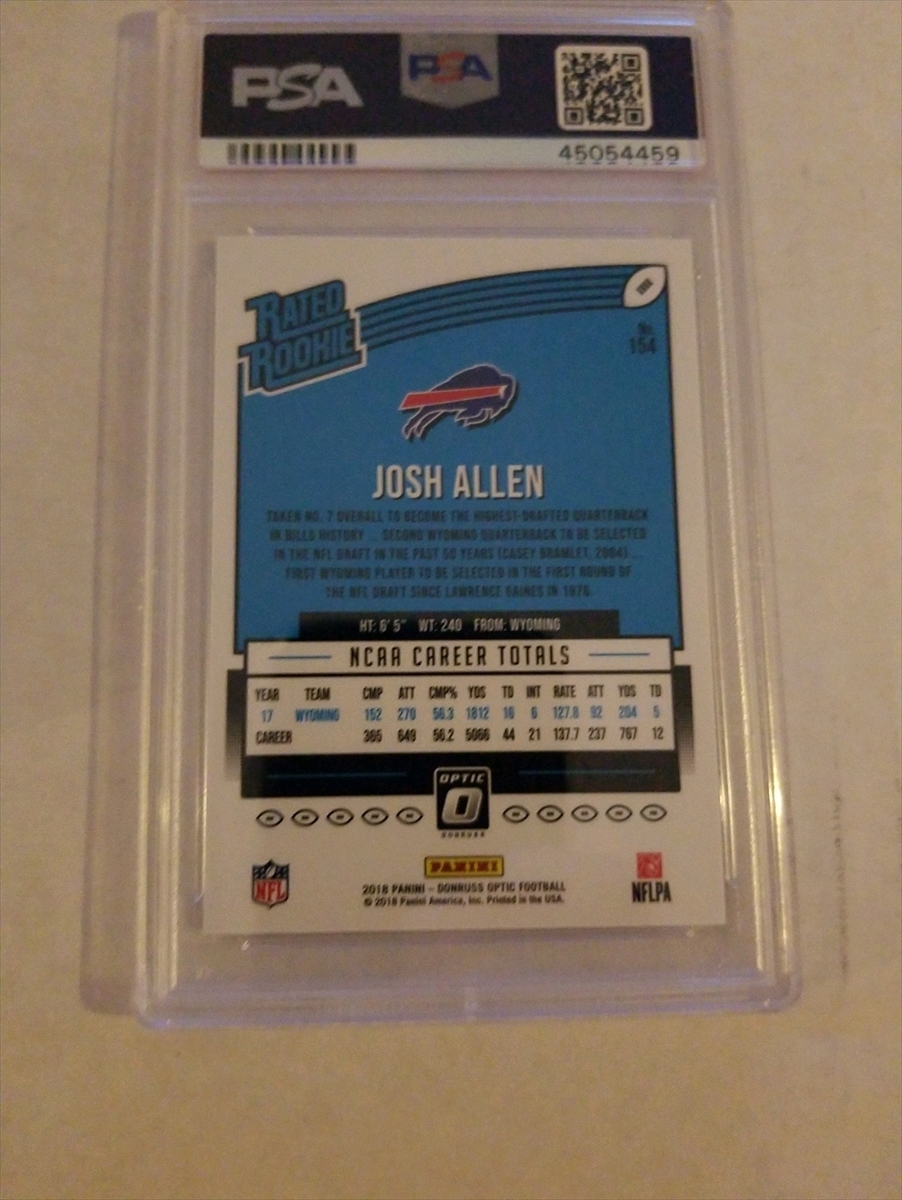 PSA PSA
45054459
RATED
ROOKIE
No.
154
JOSH ALLEN
TAKEN NO. 7 OVERALL TO BECOME THE HIGHEST-DRAFTED QUARTERBACK
IN BILLS HISTORY ... SECOND WYOMING QUARTERBACK TO BE SELECTED
IN THE NFL DRAFT IN THE PAST 50 YEARS (CASEY BRAMLET, 2004) ...
FIRST WYOMING PLAYER TO BE SELECTED IN THE FIRST ROUND OF
THE NFL DRAFT SINCE LAWRENCE GAINES IN 1976.
HT: 6' 5" WT: 240 FROM: WYOMING
NCAA CAREER TOTALS
YEAR TEAM CMP ATT CMP% YDS TD INT RATE ATT YDS TD
17 WYOMING 152 270 56.3 1812 16 6 127.8 92 204 5
CAREER 365 649 56.2 5066 44 21 137.7 237 767 12
OPTIC
O
DONRUSS
PANINI
NFL
NFLPA
2018 PANINI – DONRUSS OPTIC FOOTBALL
© 2018 Panini America, Inc. Printed in the USA.